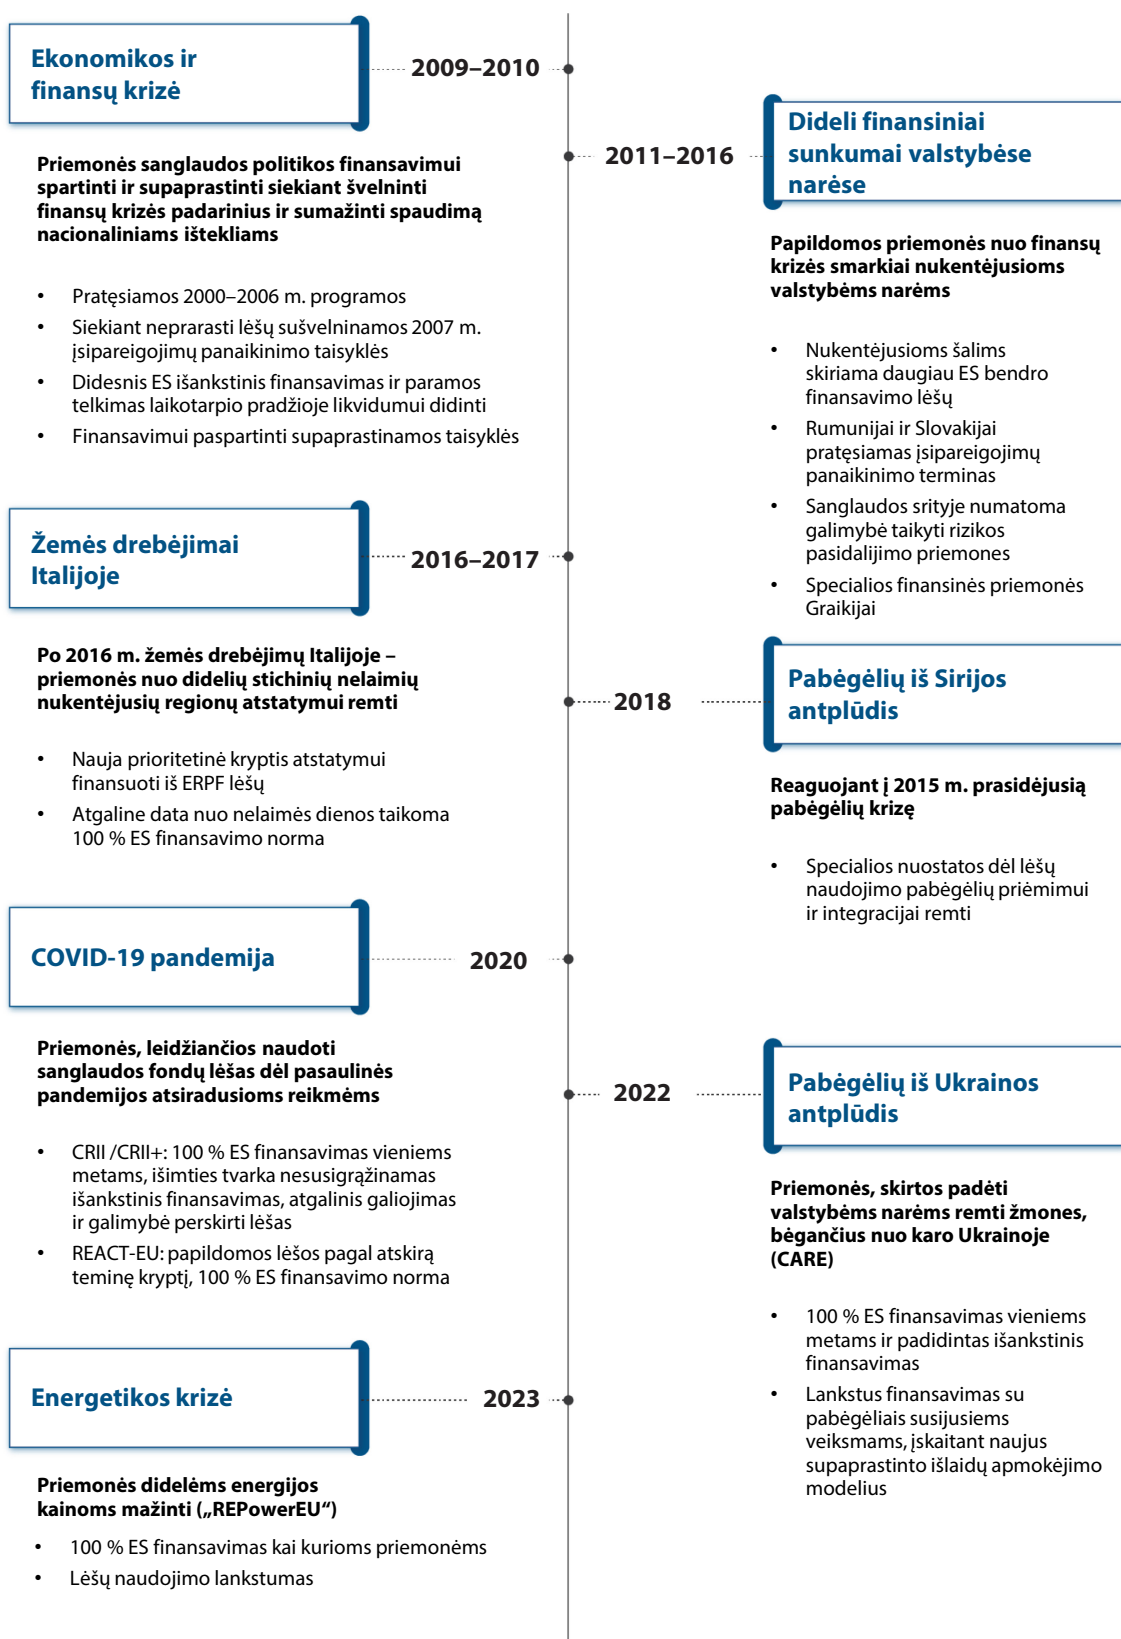 Ekonomikos ir
finansų krizė
2009–2010
Priemonės sanglaudos politikos finansavimui
spartinti ir supaprastinti siekiant švelninti
finansų krizės padarinius ir sumažinti spaudimą
nacionaliniams ištekliams
• Pratęsiamos 2000–2006 m. programos
• Siekiant neprarasti lėšų sušvelninamos 2007 m.
įsipareigojimų panaikinimo taisyklės
• Didesnis ES išankstinis finansavimas ir paramos
telkimas laikotarpio pradžioje likvidumui didinti
• Finansavimui paspartinti supaprastinamos taisyklės
2011–2016
Dideli finansiniai
sunkumai valstybėse
narėse
Papildomos priemonės nuo finansų
krizės smarkiai nukentėjusioms
valstybėms narėms
• Nukentėjusioms šalims
skiriama daugiau ES bendro
finansavimo lėšų
• Rumunijai ir Slovakijai
pratęsiamas įsipareigojimų
panaikinimo terminas
• Sanglaudos srityje numatoma
galimybė taikyti rizikos
pasidalijimo priemones
• Specialios finansinės priemonės
Graikijai
Žemės drebėjimai
Italijoje
2016–2017
Po 2016 m. žemės drebėjimų Italijoje –
priemonės nuo didelių stichinių nelaimių
nukentėjusių regionų atstatymui remti
• Nauja prioritetinė kryptis atstatymui
finansuoti iš ERPF lėšų
• Atgaline data nuo nelaimės dienos taikoma
100 % ES finansavimo norma
2018
Pabėgėlių iš Sirijos
antplūdis
Reaguojant į 2015 m. prasidėjusią
pabėgėlių krizę
• Specialios nuostatos dėl lėšų
naudojimo pabėgėlių priėmimui
ir integracijai remti
COVID-19 pandemija
2020
Priemonės, leidžiančios naudoti
sanglaudos fondų lėšas dėl pasaulinės
pandemijos atsiradusioms reikmėms
• CRII /CRII+: 100 % ES finansavimas vieniems
metams, išimties tvarka nesusigrąžinamas
išankstinis finansavimas, atgalinis galiojimas
ir galimybė perskirti lėšas
• REACT-EU: papildomos lėšos pagal atskirą
teminę kryptį, 100 % ES finansavimo norma
2022
Pabėgėlių iš Ukrainos
antplūdis
Priemonės, skirtos padėti
valstybėms narėms remti žmones,
bėgančius nuo karo Ukrainoje
(CARE)
• 100 % ES finansavimas vieniems
metams ir padidintas išankstinis
finansavimas
• Lankstus finansavimas su
pabėgėliais susijusiems
veiksmams, įskaitant naujus
supaprastinto išlaidų apmokėjimo
modelius
Energetikos krizė
2023
Priemonės didelėms energijos
kainoms mažinti („REPowerEU“)
• 100 % ES finansavimas kai kurioms priemonėms
• Lėšų naudojimo lankstumas